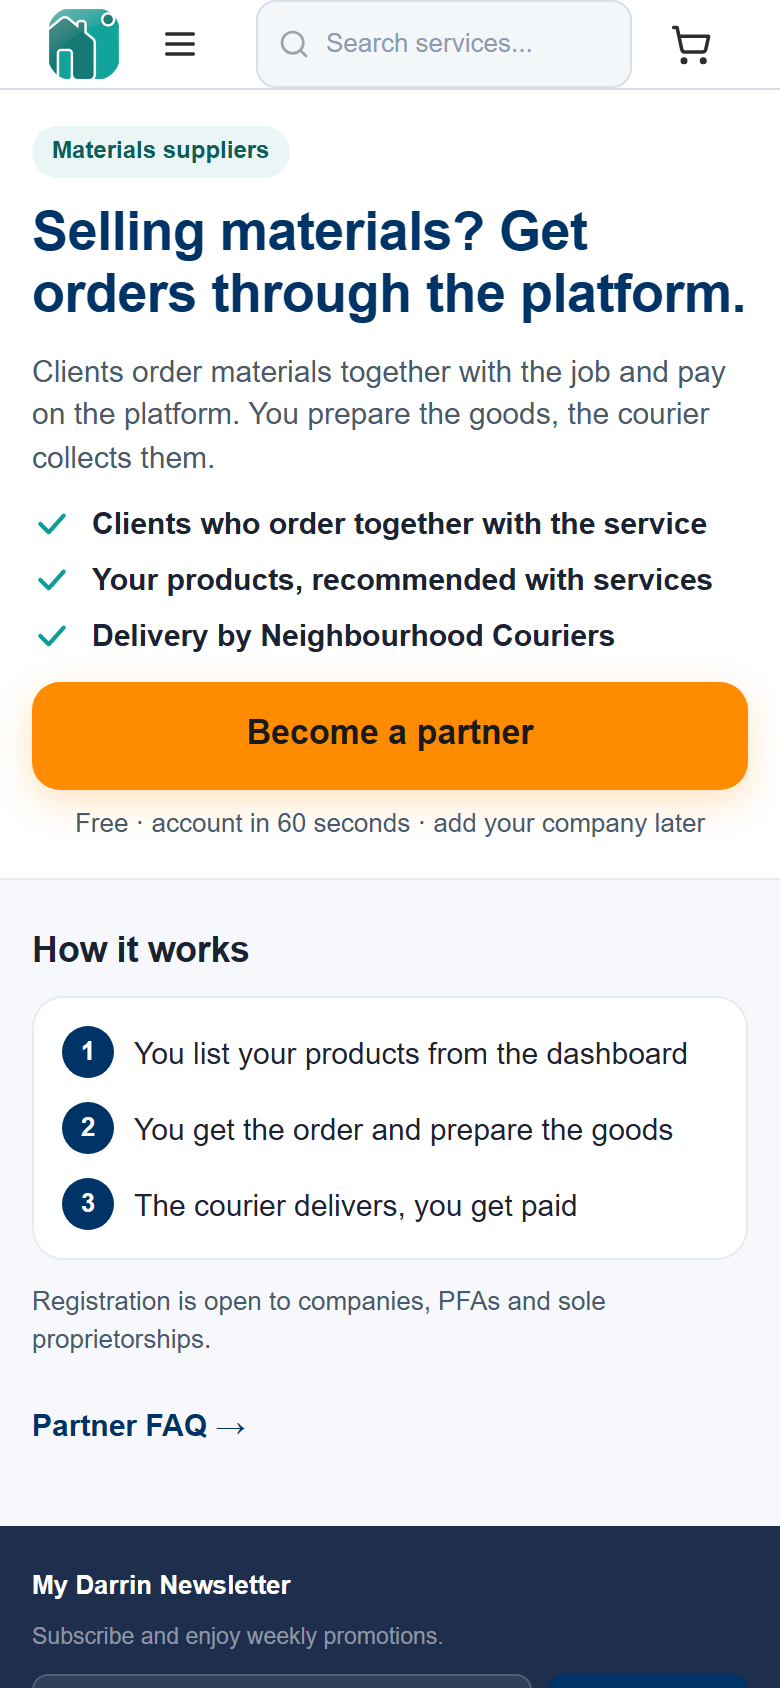 Search services...
Materials suppliers
Selling materials? Get
orders through the platform.
Clients order materials together with the job and pay
on the platform. You prepare the goods, the courier
collects them.
Clients who order together with the service
Your products, recommended with services
Delivery by Neighbourhood Couriers
Become a partner
Free · account in 60 seconds · add your company later
How it works
1 You list your products from the dashboard
2 You get the order and prepare the goods
3 The courier delivers, you get paid
Registration is open to companies, PFAs and sole
proprietorships.
Partner FAQ →
My Darrin Newsletter
Subscribe and enjoy weekly promotions.